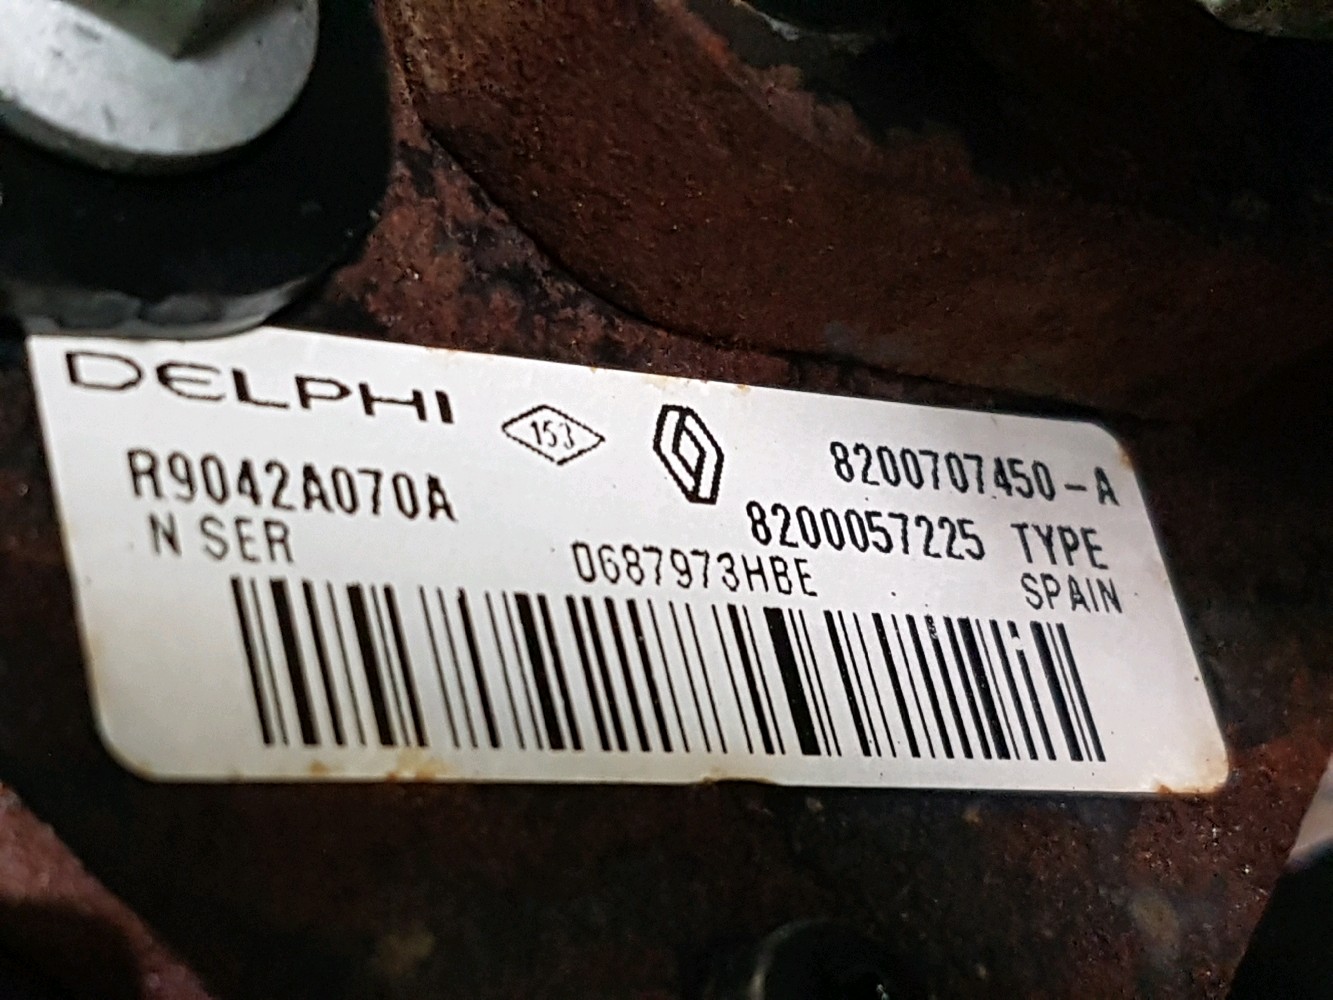 DELPHI
153
8200707450-A
R9042A070A
8200057225 TYPE
N SER
0687973HBE
SPAIN